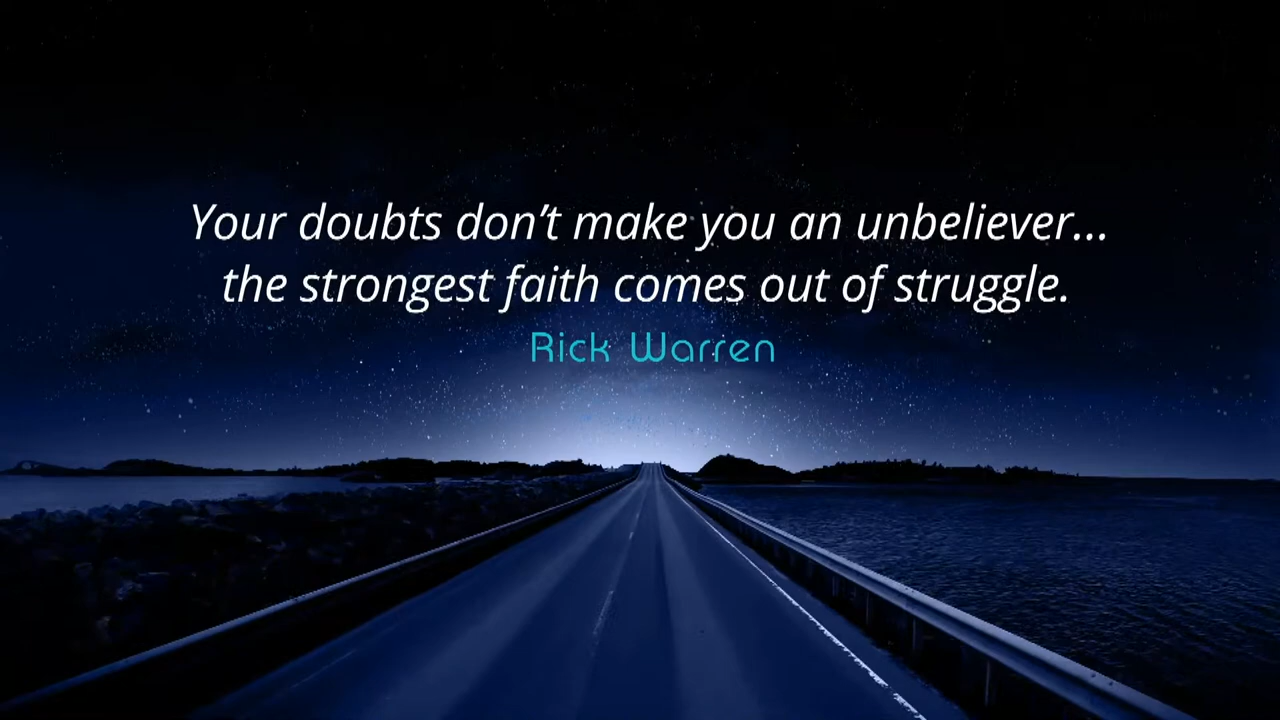 Your doubts don’t make you an unbeliever...
the strongest faith comes out of struggle.
Rick Warren